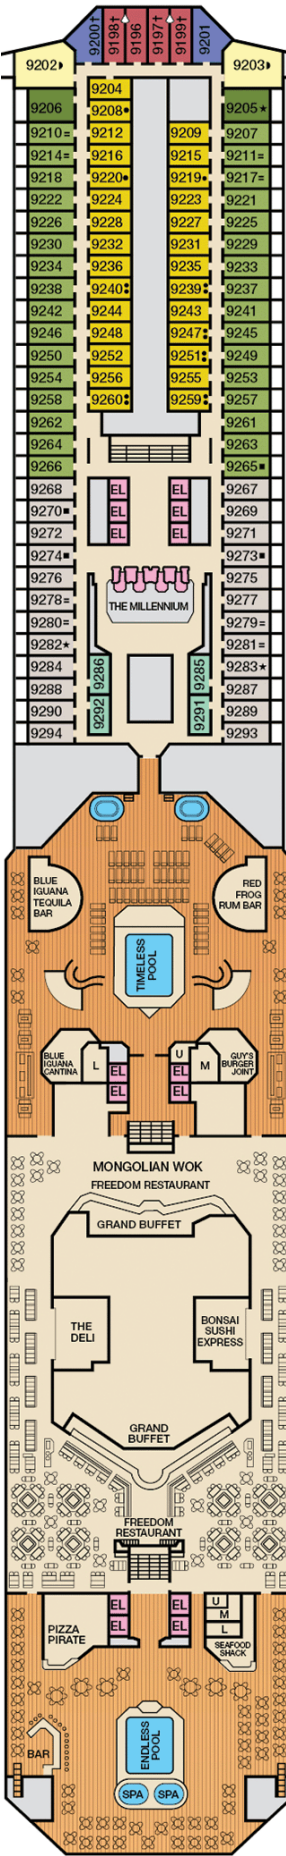 9200† 9198† 9196 9197† 9199† 9201
9202◗ 9203◗
9204
9206 9208• 9205★
9210= 9212 9209 9207
9214= 9216 9215 9211=
9218 9220• 9219• 9217=
9222 9224 9223 9221
9226 9228 9227 9225
9230 9232 9231 9229
9234 9236 9235 9233
9238 9240: 9239: 9237
9242 9244 9243 9241
9246 9248 9247: 9245
9250 9252 9251: 9249
9254 9256 9255 9253
9258 9260: 9259: 9257
9262 9261
9264 9263
9266 9265■
9268 EL EL 9267
9270■ EL EL 9269
9272 EL EL 9271
9274■ 9273■
9276 9275
9278= THE MILLENNIUM 9277
9280= 9279=
9282★ 9281=
9284 9286 9285 9283★
9288 9287
9290 9292 9291 9289
9294 9293
BLUE
IGUANA
TEQUILA
BAR
RED
FROG
RUM BAR
TIMELESS
POOL
BLUE
IGUANA
CANTINA
L
EL
EL
U
M
EL
EL
GUY'S
BURGER
JOINT
MONGOLIAN WOK
FREEDOM RESTAURANT
GRAND BUFFET
THE
DELI
BONSAI
SUSHI
EXPRESS
GRAND
BUFFET
FREEDOM
RESTAURANT
PIZZA
PIRATE
EL
EL
EL
EL
U
M
L
SEAFOOD
SHACK
BAR
ENDLESS
POOL
SPA SPA